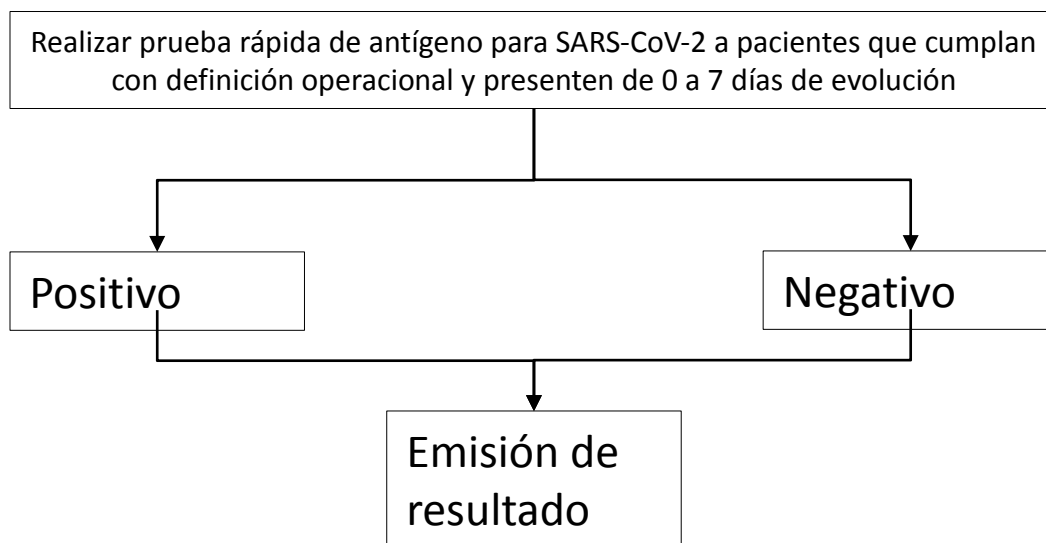 Realizar prueba rápida de antígeno para SARS-CoV-2 a pacientes que cumplan
con definición operacional y presenten de 0 a 7 días de evolución
Positivo
Negativo
Emisión de
resultado